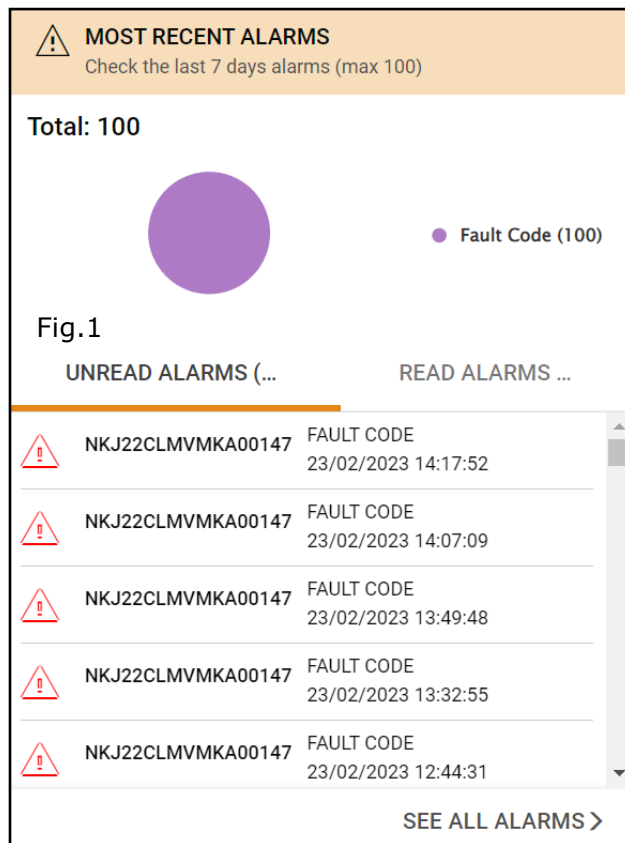 MOST RECENT ALARMS
Check the last 7 days alarms (max 100)
Total: 100
Fault Code (100)
Fig.1
UNREAD ALARMS (...
READ ALARMS ...
NKJ22CLMVMKA00147 FAULT CODE
23/02/2023 14:17:52
NKJ22CLMVMKA00147 FAULT CODE
23/02/2023 14:07:09
NKJ22CLMVMKA00147 FAULT CODE
23/02/2023 13:49:48
NKJ22CLMVMKA00147 FAULT CODE
23/02/2023 13:32:55
NKJ22CLMVMKA00147 FAULT CODE
23/02/2023 12:44:31
SEE ALL ALARMS